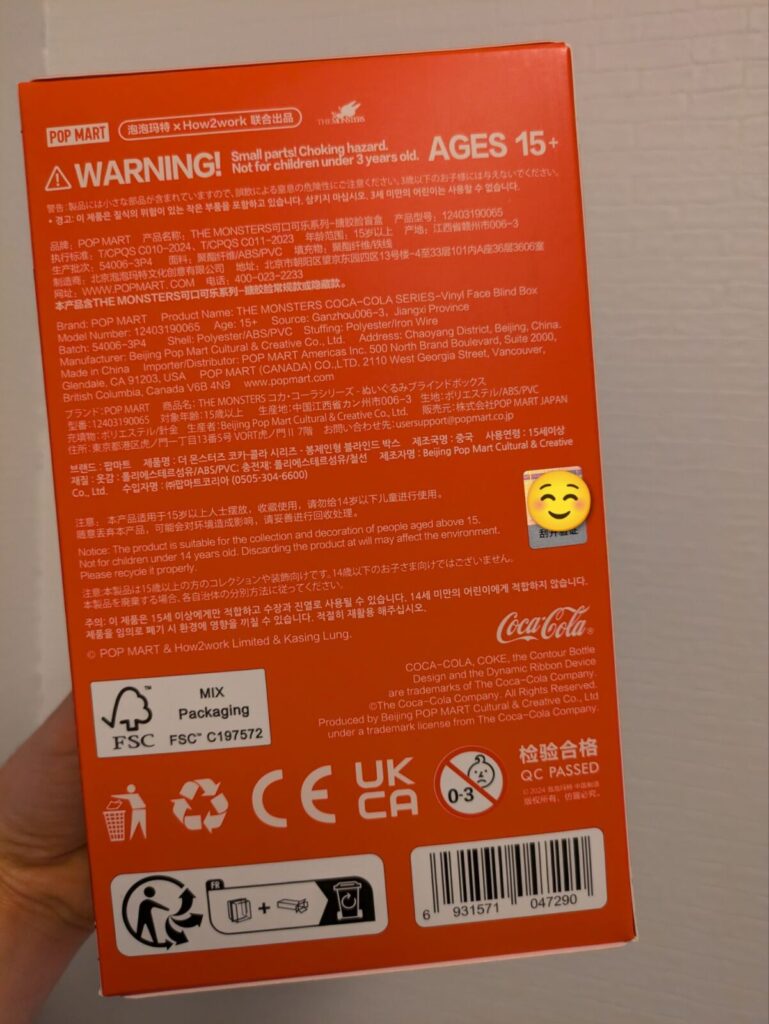 POP MART
泡泡玛特 × How2work 联合出品
THE MONSTERS
WARNING!
Small parts! Choking hazard.
Not for children under 3 years old.
AGES 15+
警告: 製品には小さな部品が含まれていますので、誤飲による窒息の危険性にご注意ください。3歳以下のお子様には与えないでください。
• 경고: 이 제품은 질식의 위험이 있는 작은 부품을 포함하고 있습니다. 삼키지 마십시오. 3세 미만의 어린이는 사용할 수 없습니다.
品牌: POP MART 产品名称: THE MONSTERS可口可乐系列-搪胶脸盲盒 产品型号: 12403190065
执行标准: T/CPQS C010-2024、T/CPQS C011-2023 年龄范围: 15岁以上 产地: 江西省赣州市006-3
生产批次: 54006-3P4 面料: 聚酯纤维/ABS/PVC 填充物: 聚酯纤维/铁线
制造商: 北京泡泡玛特文化创意有限公司 地址: 北京市朝阳区望京东园四区13号楼-4至33层101内A座36层3606室
网址: WWW.POPMART.COM 电话: 400-023-2233
本产品含THE MONSTERS可口可乐系列-搪胶脸常规款或隐藏款。
Brand: POP MART Product Name: THE MONSTERS COCA-COLA SERIES-Vinyl Face Blind Box
Model Number: 12403190065 Age: 15+ Source: Ganzhou006-3, Jiangxi Province
Batch: 54006-3P4 Shell: Polyester/ABS/PVC Stuffing: Polyester/Iron Wire
Manufacturer: Beijing Pop Mart Cultural & Creative Co., Ltd. Address: Chaoyang District, Beijing, China.
Made in China Importer/Distributor: POP MART Americas Inc. 500 North Brand Boulevard, Suite 2000,
Glendale, CA 91203, USA POP MART (CANADA) CO.,LTD. 2110 West Georgia Street, Vancouver,
British Columbia, Canada V6B 4N9 www.popmart.com
ブランド: POP MART 商品名: THE MONSTERS コカ・コーラシリーズ - ぬいぐるみブラインドボックス
型番: 12403190065 対象年齢: 15歳以上 生産地: 中国江西省カン州市006-3 生地: ポリエステル/ABS/PVC
充填物: ポリエステル/針金 生産者: Beijing Pop Mart Cultural & Creative Co., Ltd. 販売元: 株式会社POP MART JAPAN
住所: 東京都港区虎ノ門一丁目13番5号 VORT虎ノ門Ⅱ 7階 お問い合わせ先: usersupport@popmart.co.jp
브랜드 : 팝마트 제품명 : 더 몬스터즈 코카-콜라 시리즈 - 봉제인형 블라인드 박스 제조국명 : 중국 사용연령 : 15세이상
재질 : 옷감 : 폴리에스테르섬유/ABS/PVC; 충전재: 폴리에스테르섬유/철선 제조자명 : Beijing Pop Mart Cultural & Creative
Co., Ltd. 수입자명 : ㈜팝마트코리아 (0505-304-6600)
注意: 本产品适用于15岁以上人士摆放，收藏使用，请勿给14岁以下儿童进行使用。
随意丢弃本产品，可能会对环境造成影响，请妥善进行回收处理。
刮开验证
Notice: The product is suitable for the collection and decoration of people aged above 15.
Not for children under 14 years old. Discarding the product at will may affect the environment.
Please recycle it properly.
注意:本製品は15歳以上の方のコレクションや装飾向けです。14歳以下のお子さま向けではございません。
本製品を廃棄する場合、各自治体の分別方法に従ってください。
주의: 이 제품은 15세 이상에게만 적합하고 수장과 진열로 사용될 수 있습니다. 14세 미만의 어린이에게 적합하지 않습니다.
제품을 임의로 폐기 시 환경에 영향을 끼칠 수 있습니다. 적절히 재활용 해주십시오.
© POP MART & How2work Limited & Kasing Lung.
Coca-Cola®
COCA-COLA, COKE, the Contour Bottle
Design and the Dynamic Ribbon Device
are trademarks of The Coca-Cola Company.
©The Coca-Cola Company. All Rights Reserved.
Produced by Beijing POP MART Cultural & Creative Co., Ltd
under a trademark license from The Coca-Cola Company.
FSC
MIX
Packaging
FSC™ C197572
CE
UK
CA
0-3
检验合格
QC PASSED
© 2024 泡泡玛特 中国制造
版权所有，仿冒必究。
FR
6 931571 047290